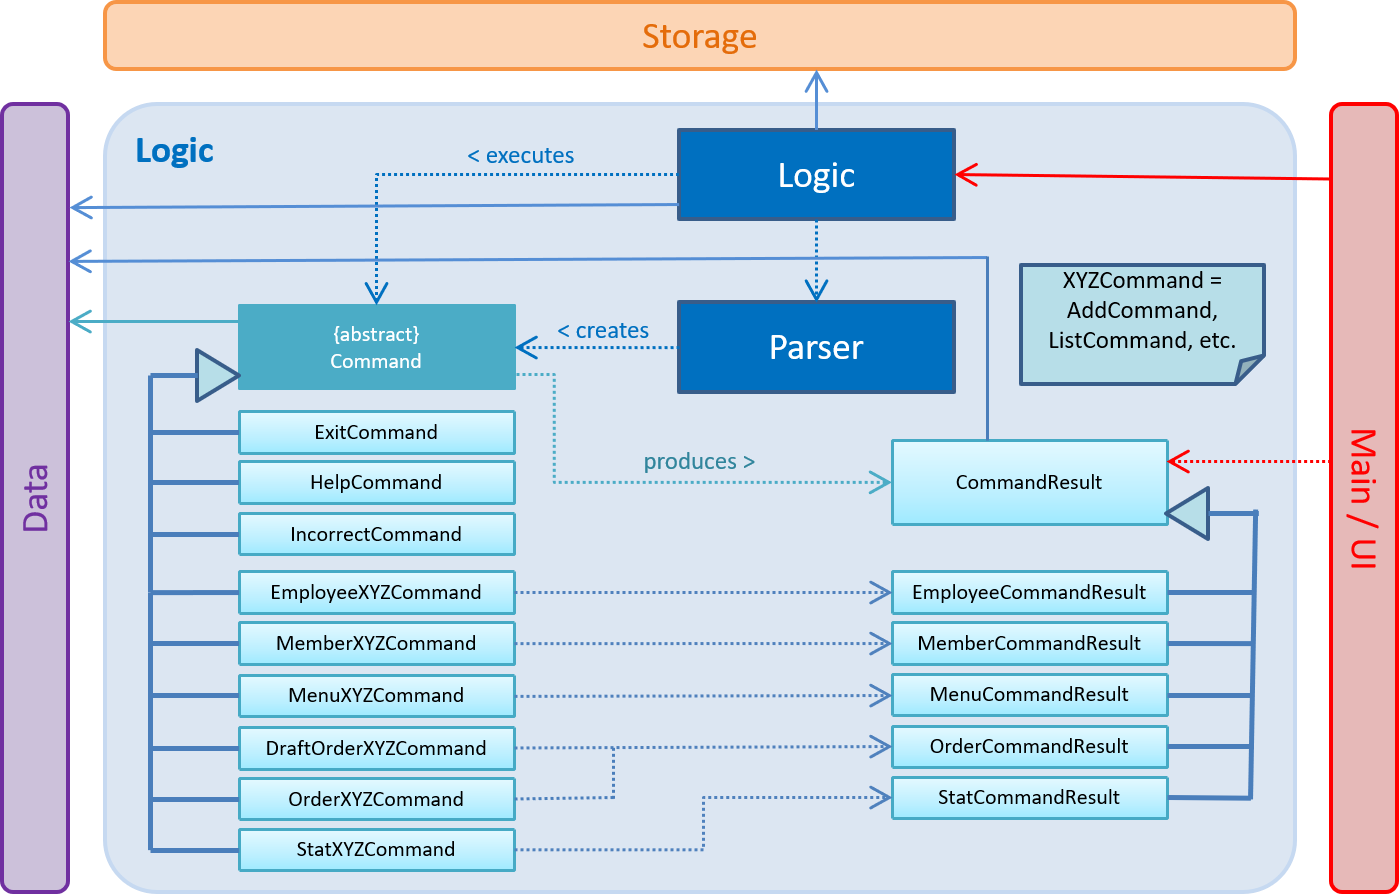 Storage
Logic
< executes
Logic
XYZCommand =
AddCommand,
ListCommand, etc.
{abstract}
Command
< creates
Parser
ExitCommand
HelpCommand
IncorrectCommand
produces >
CommandResult
EmployeeXYZCommand
EmployeeCommandResult
MemberXYZCommand
MemberCommandResult
MenuXYZCommand
MenuCommandResult
DraftOrderXYZCommand
OrderCommandResult
OrderXYZCommand
StatCommandResult
StatXYZCommand
Data
Main / UI